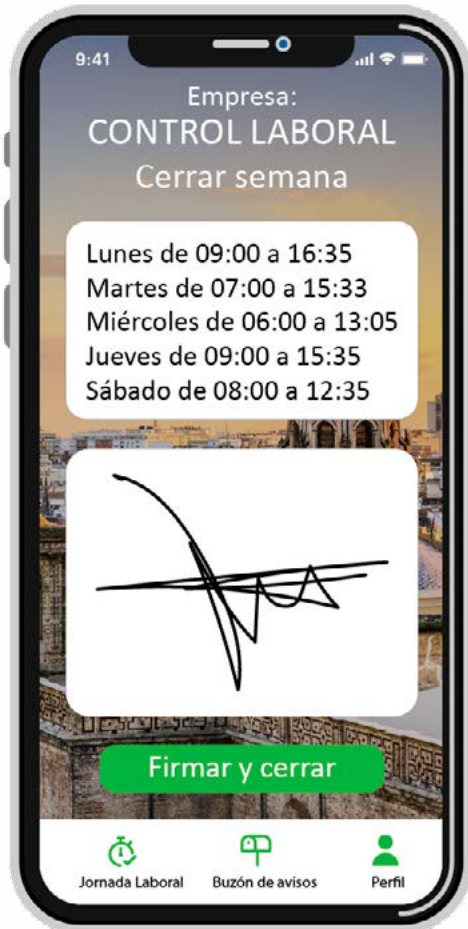 9:41
Empresa:
CONTROL LABORAL
Cerrar semana
Lunes de 09:00 a 16:35
Martes de 07:00 a 15:33
Miércoles de 06:00 a 13:05
Jueves de 09:00 a 15:35
Sábado de 08:00 a 12:35
Firmar y cerrar
Jornada Laboral Buzón de avisos Perfil